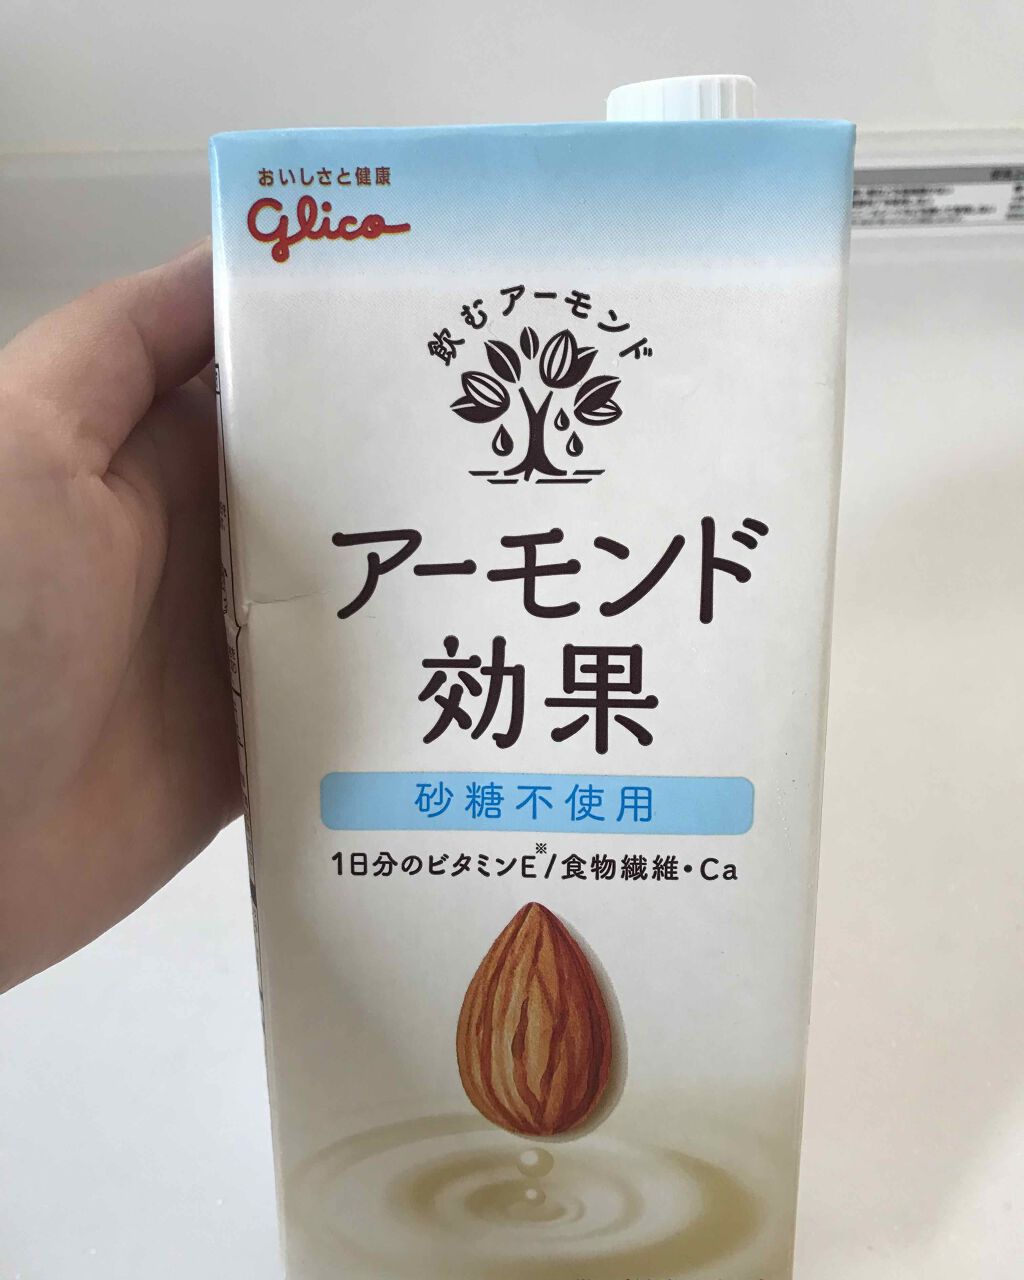 おいしさと健康
glico
飲むアーモンド
アーモンド
効果
砂糖不使用
1日分のビタミンE※/食物繊維・Ca